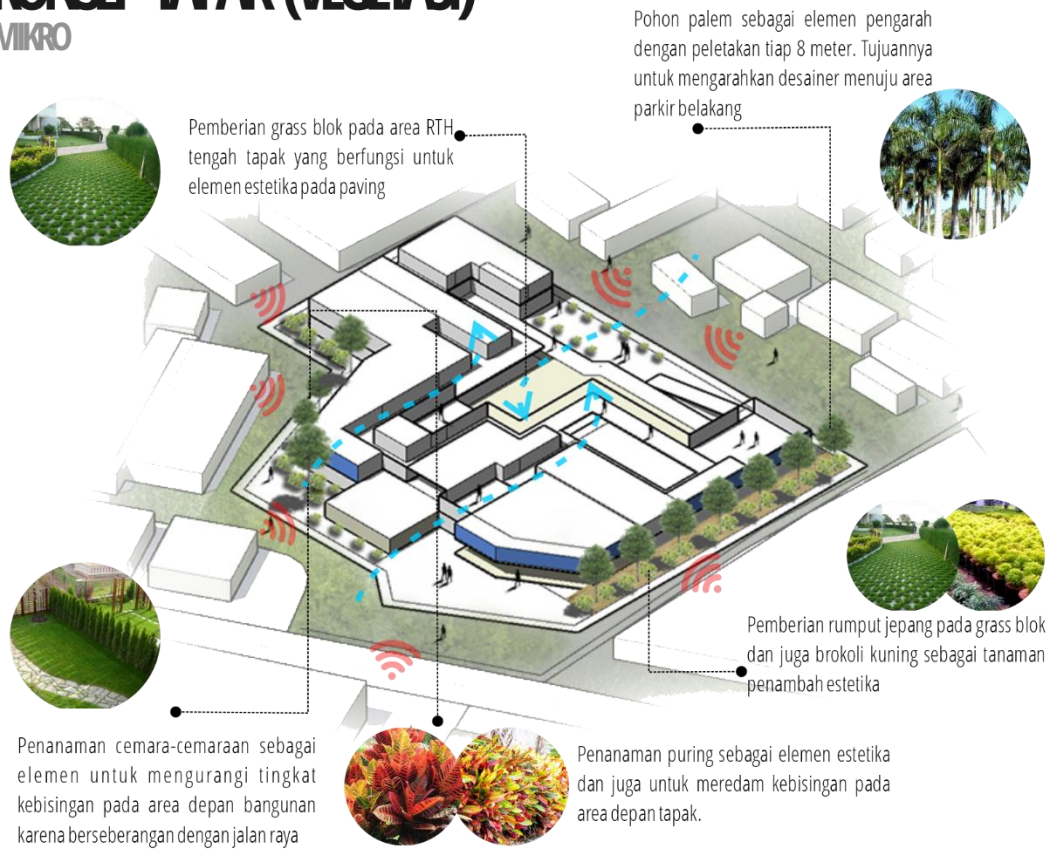 KONSEP TAPAK (VEGETASI)
MIKRO
Pohon palem sebagai elemen pengarah
dengan peletakan tiap 8 meter. Tujuannya
untuk mengarahkan desainer menuju area
parkir belakang
Pemberian grass blok pada area RTH
tengah tapak yang berfungsi untuk
elemen estetika pada paving
Pemberian rumput jepang pada grass blok
dan juga brokoli kuning sebagai tanaman
penambah estetika
Penanaman cemara-cemaraan sebagai
elemen untuk mengurangi tingkat
kebisingan pada area depan bangunan
karena berseberangan dengan jalan raya
Penanaman puring sebagai elemen estetika
dan juga untuk meredam kebisingan pada
area depan tapak.